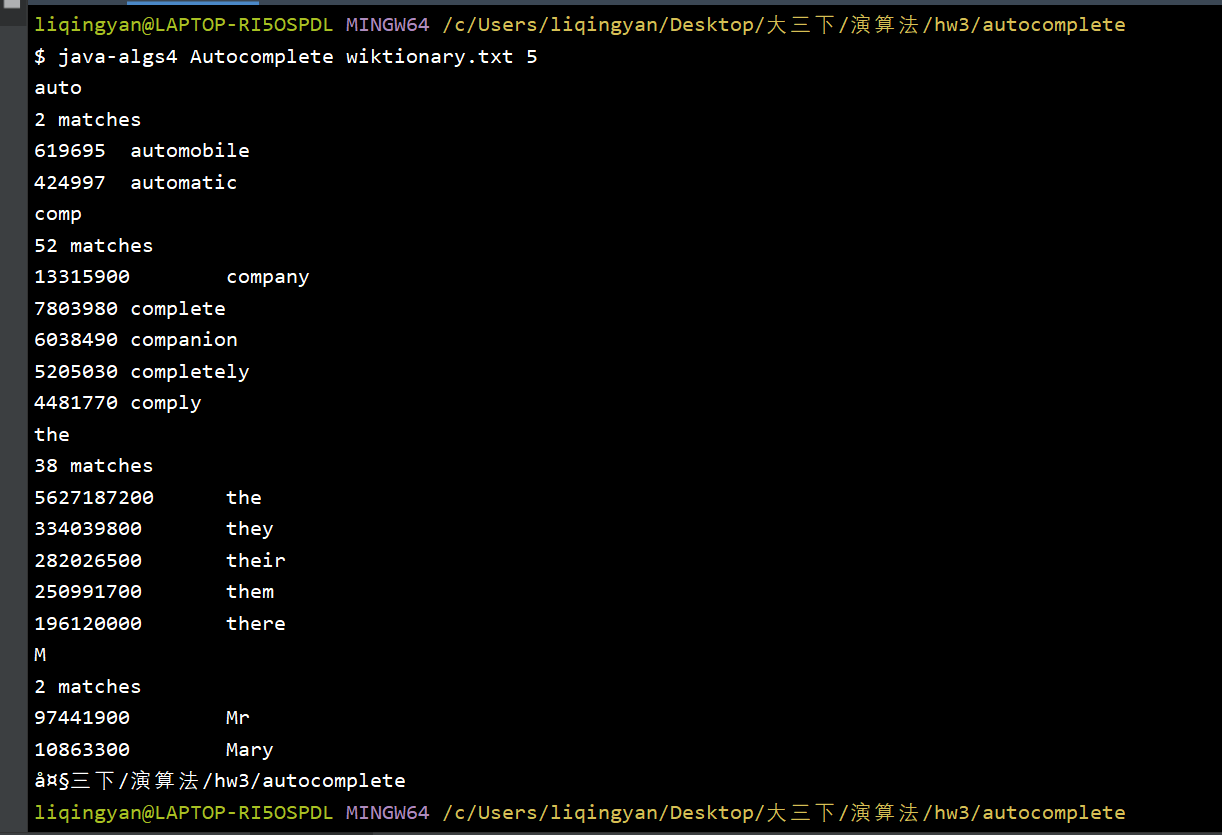 liqingyan@LAPTOP-RI5OSPDL MINGW64 /c/Users/liqingyan/Desktop/大三下/演算法/hw3/autocomplete
$ java-algs4 Autocomplete wiktionary.txt 5
auto
2 matches
619695  automobile
424997  automatic
comp
52 matches
13315900        company
7803980 complete
6038490 companion
5205030 completely
4481770 comply
the
38 matches
5627187200      the
334039800       they
282026500       their
250991700       them
196120000       there
M
2 matches
97441900        Mr
10863300        Mary
å¤§三下/演算法/hw3/autocomplete
liqingyan@LAPTOP-RI5OSPDL MINGW64 /c/Users/liqingyan/Desktop/大三下/演算法/hw3/autocomplete